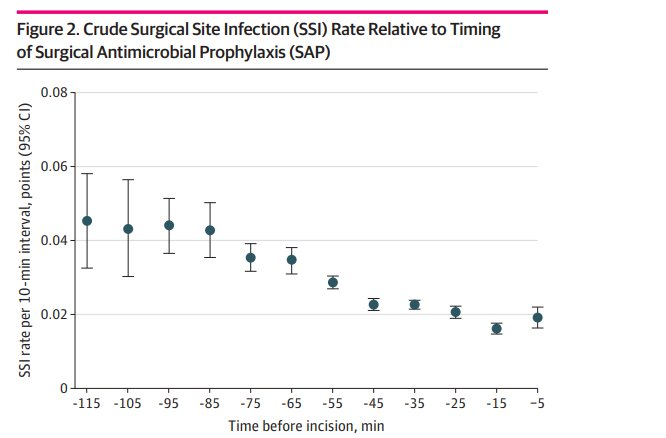 Figure 2. Crude Surgical Site Infection (SSI) Rate Relative to Timing
of Surgical Antimicrobial Prophylaxis (SAP)
SSI rate per 10-min interval, points (95% CI)
0.08
0.06
0.04
0.02
0
-115 -105 -95 -85 -75 -65 -55 -45 -35 -25 -15 -5
Time before incision, min